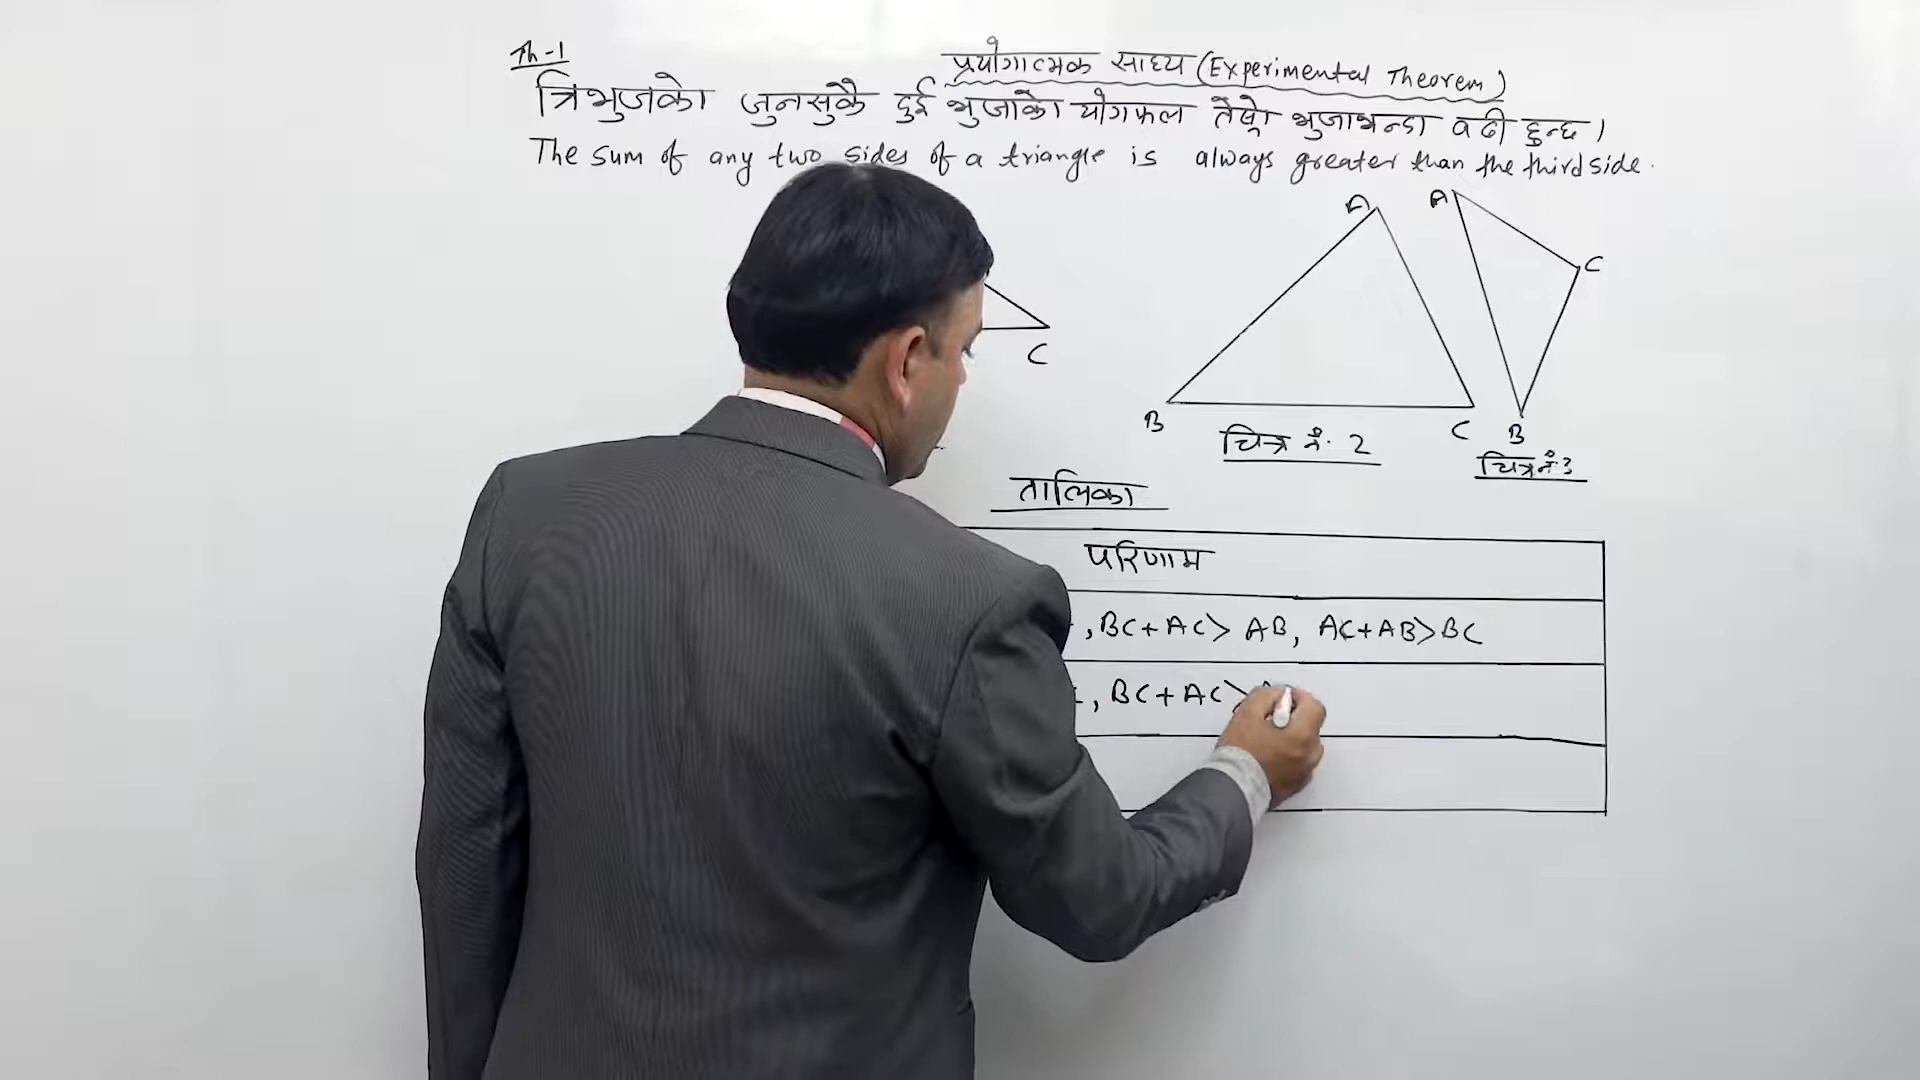 Th-1
प्रयोगात्मक साध्य (Experimental Theorem)
त्रिभुजको जुनसुकै दुई भुजाको योगफल तेस्रो भुजाभन्दा बढी हुन्छ।
The sum of any two sides of a triangle is always greater than the third side.
A A
C
C
B C B
चित्र नं. 2
चित्र नं 3
तालिका
परिणाम
, BC+AC> AB, AC+AB>BC
, BC+AC>